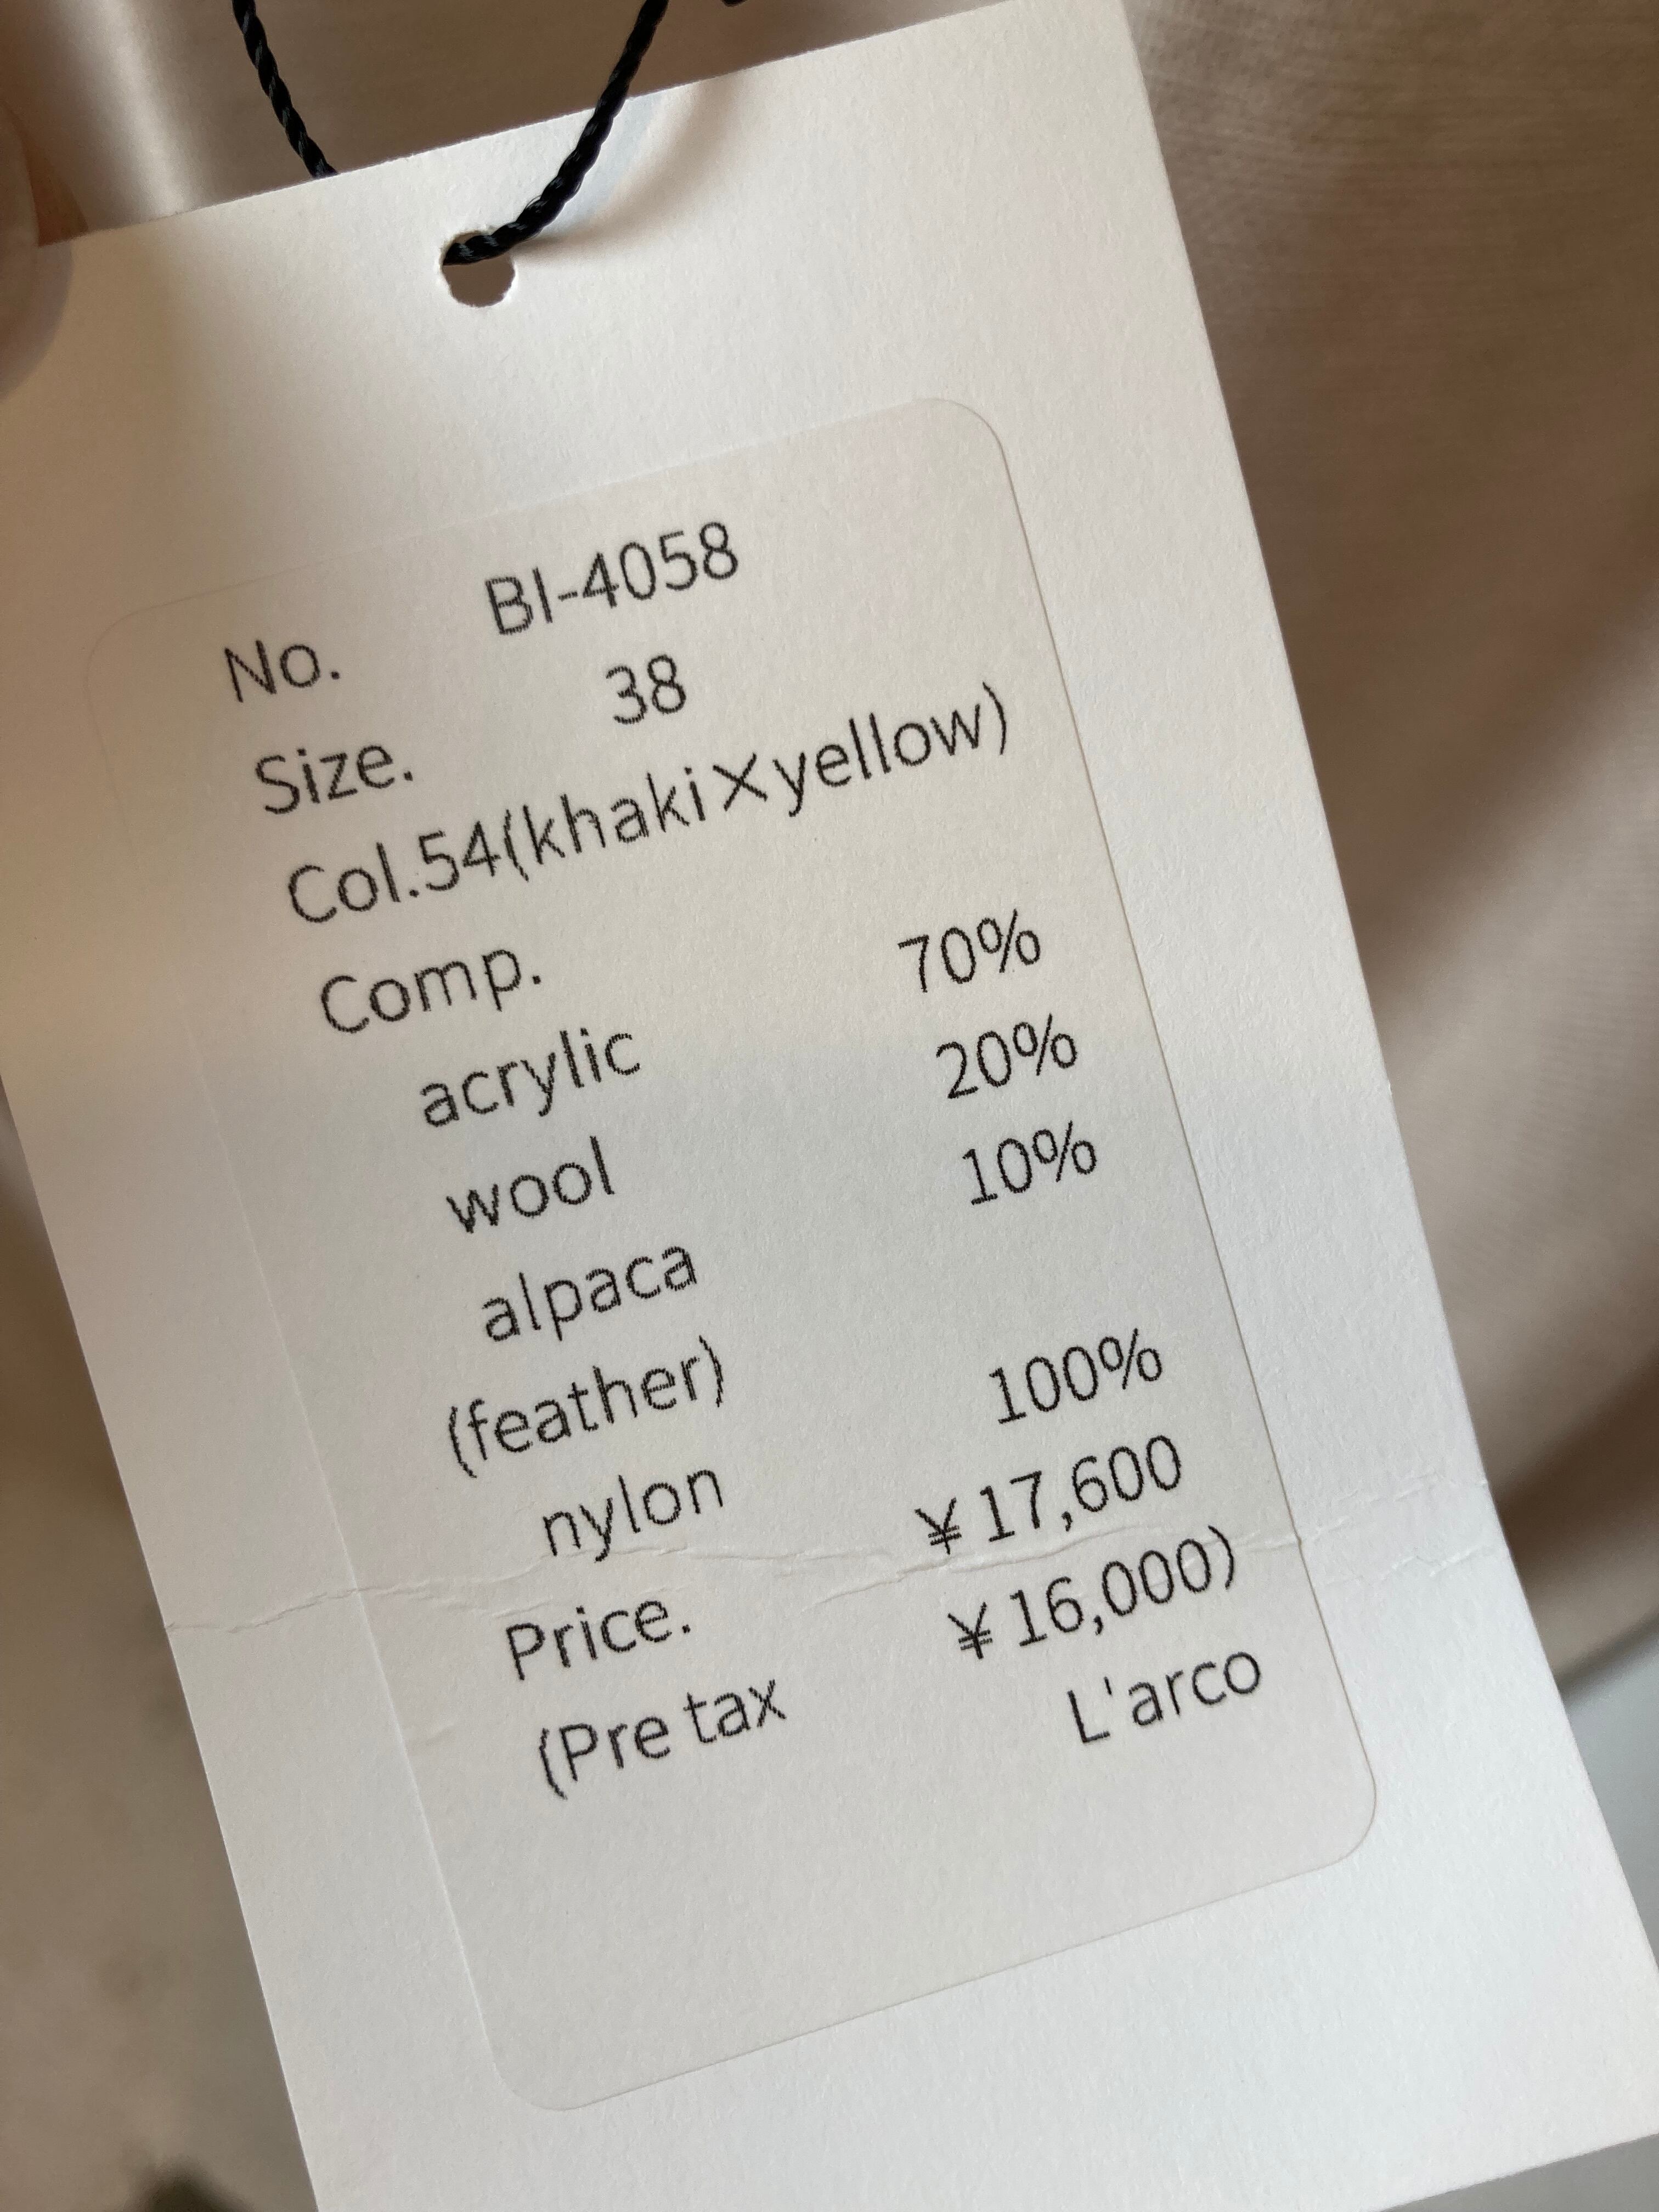 No. BI-4058
Size. 38
Col.54(khaki×yellow)
Comp.
acrylic 70%
wool 20%
alpaca 10%
(feather)
nylon 100%
Price. ¥17,600
(Pre tax ¥16,000)
L'arco